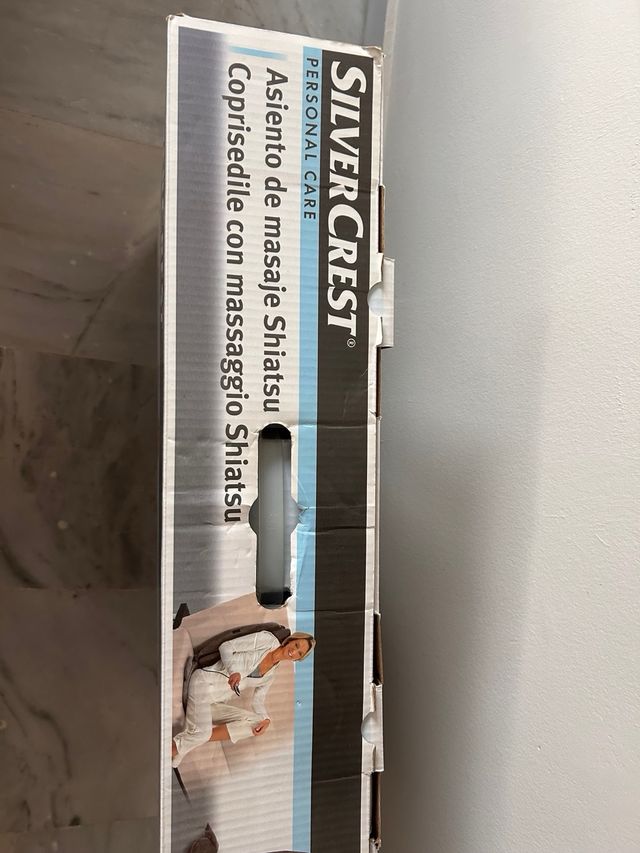 SILVERCREST®
PERSONAL CARE
Asiento de masaje Shiatsu
Coprisedile con massaggio Shiatsu